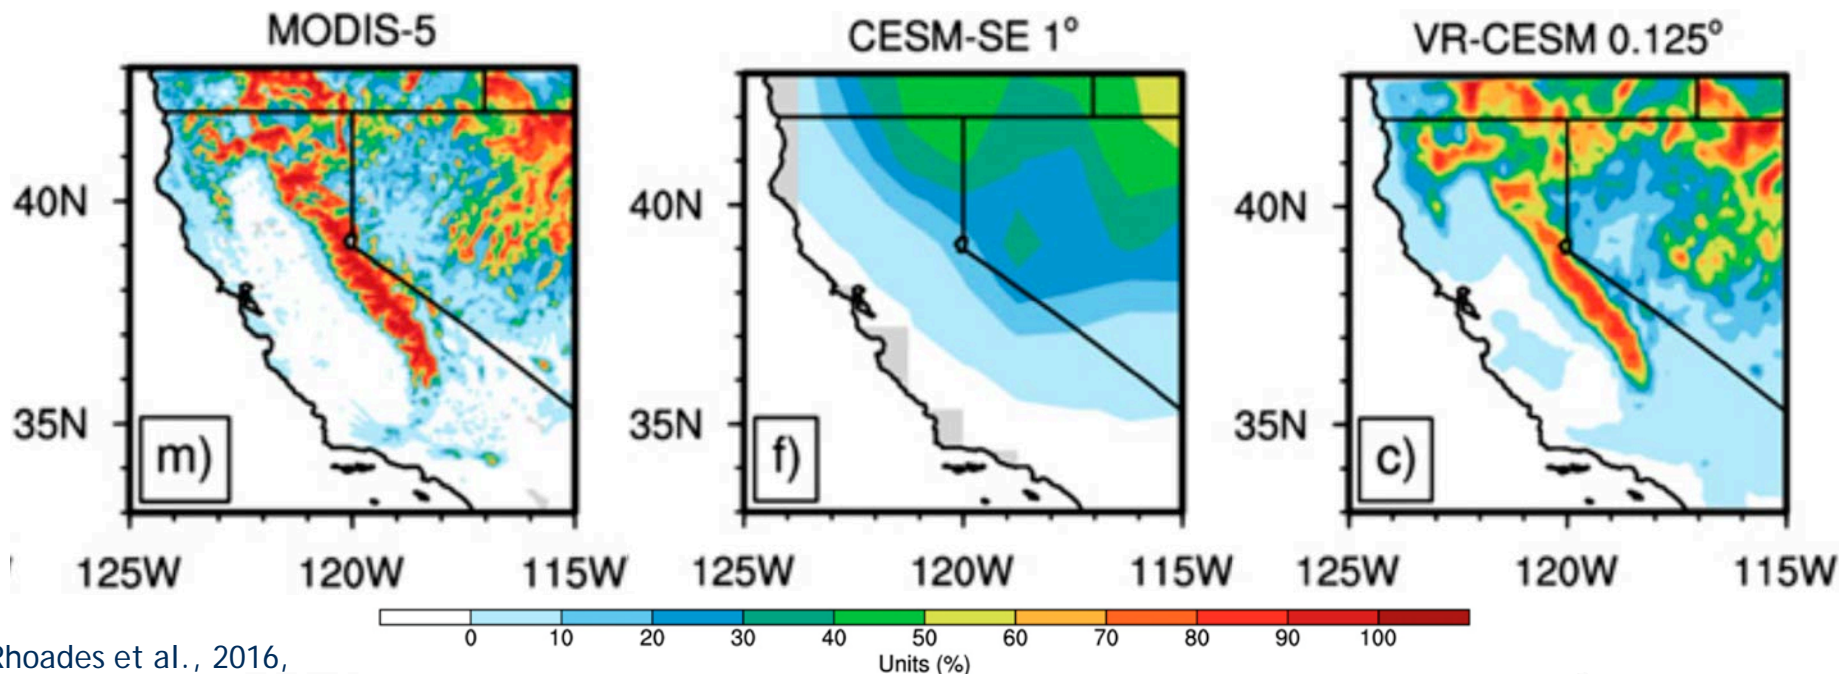 MODIS-5
CESM-SE 1°
VR-CESM 0.125°
40N
35N
m)
125W 120W 115W
40N
35N
f)
125W 120W 115W
40N
35N
c)
125W 120W 115W
0 10 20 30 40 50 60 70 80 90 100
Units (%)
Rhoades et al., 2016,